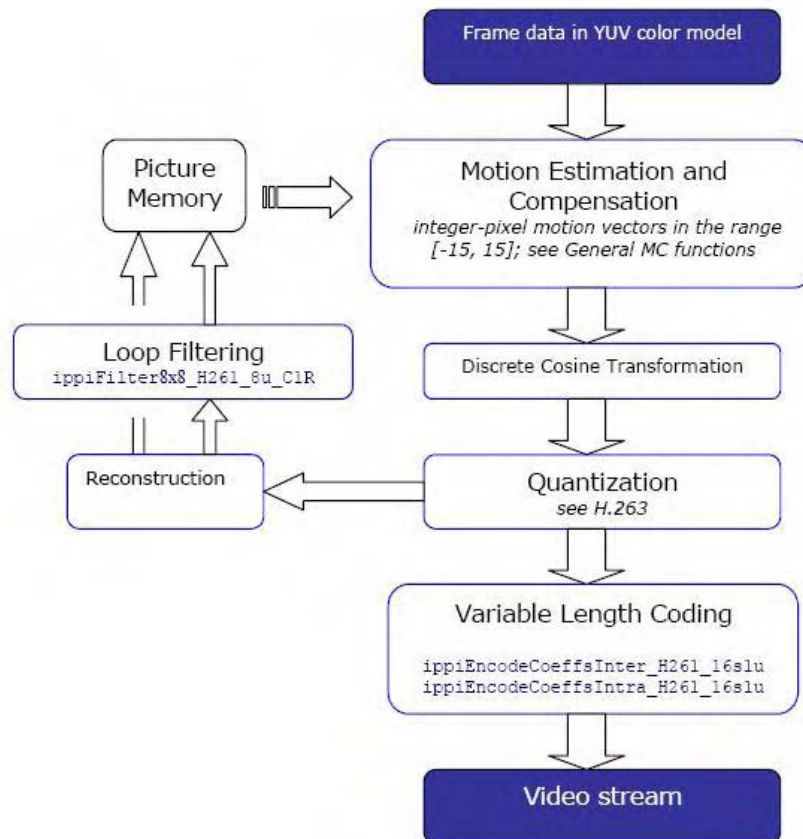 Frame data in YUV color model
Picture
Memory
Motion Estimation and
Compensation
integer-pixel motion vectors in the range
[-15, 15]; see General MC functions
Loop Filtering
ippiFilter8x8_H261_8u_C1R
Discrete Cosine Transformation
Reconstruction
Quantization
see H.263
Variable Length Coding
ippiEncodeCoeffsInter_H261_16s1u
ippiEncodeCoeffsIntra_H261_16s1u
Video stream